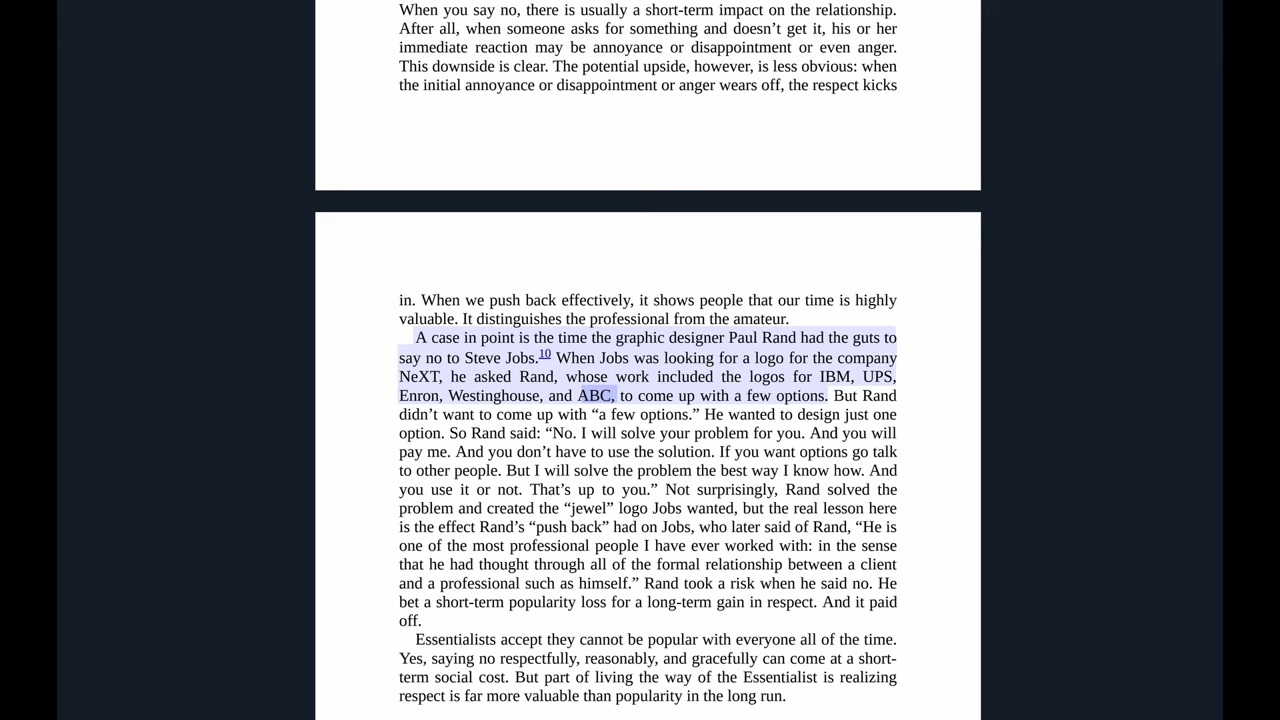 When you say no, there is usually a short-term impact on the relationship.
After all, when someone asks for something and doesn’t get it, his or her
immediate reaction may be annoyance or disappointment or even anger.
This downside is clear. The potential upside, however, is less obvious: when
the initial annoyance or disappointment or anger wears off, the respect kicks
in. When we push back effectively, it shows people that our time is highly
valuable. It distinguishes the professional from the amateur.
A case in point is the time the graphic designer Paul Rand had the guts to
say no to Steve Jobs.10 When Jobs was looking for a logo for the company
NeXT, he asked Rand, whose work included the logos for IBM, UPS,
Enron, Westinghouse, and ABC, to come up with a few options. But Rand
didn’t want to come up with “a few options.” He wanted to design just one
option. So Rand said: “No. I will solve your problem for you. And you will
pay me. And you don’t have to use the solution. If you want options go talk
to other people. But I will solve the problem the best way I know how. And
you use it or not. That’s up to you.” Not surprisingly, Rand solved the
problem and created the “jewel” logo Jobs wanted, but the real lesson here
is the effect Rand’s “push back” had on Jobs, who later said of Rand, “He is
one of the most professional people I have ever worked with: in the sense
that he had thought through all of the formal relationship between a client
and a professional such as himself.” Rand took a risk when he said no. He
bet a short-term popularity loss for a long-term gain in respect. And it paid
off.
Essentialists accept they cannot be popular with everyone all of the time.
Yes, saying no respectfully, reasonably, and gracefully can come at a short-
term social cost. But part of living the way of the Essentialist is realizing
respect is far more valuable than popularity in the long run.